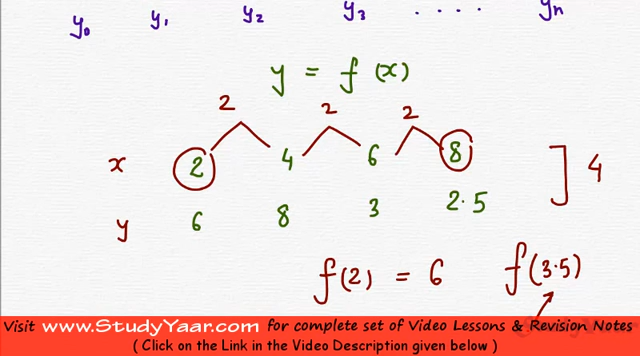 y₀ y₁ y₂ y₃ . . . . yₙ
y = f(x)
2 2 2
x 2 4 6 8 ] 4
y 6 8 3 2.5
f(2) = 6 f(3.5)
Visit www.StudyYaar.com for complete set of Video Lessons & Revision Notes
( Click on the Link in the Video Description given below )